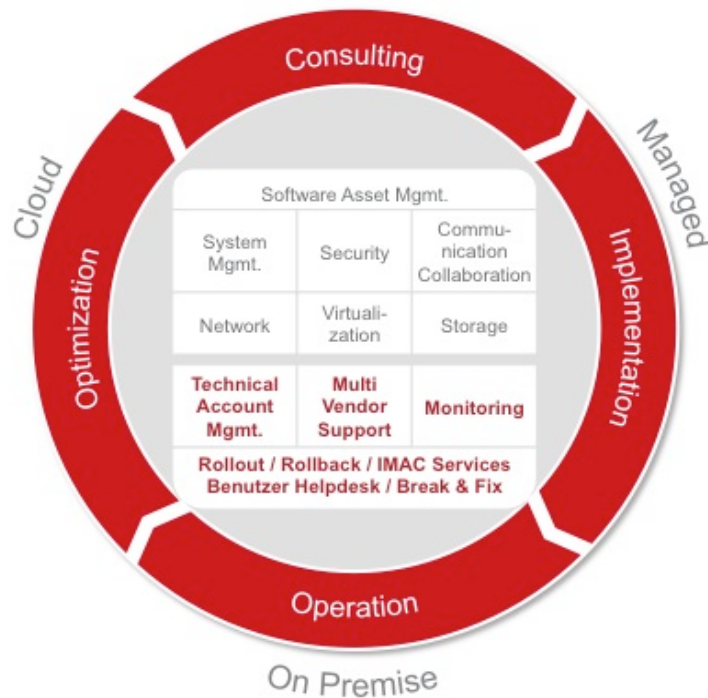 Consulting
Cloud
Managed
Software Asset Mgmt.
System
Mgmt.
Security
Commu-
nication
Collaboration
Optimization
Implementation
Network
Virtuali-
zation
Storage
Technical
Account
Mgmt.
Multi
Vendor
Support
Monitoring
Rollout / Rollback / IMAC Services
Benutzer Helpdesk / Break & Fix
Operation
On Premise